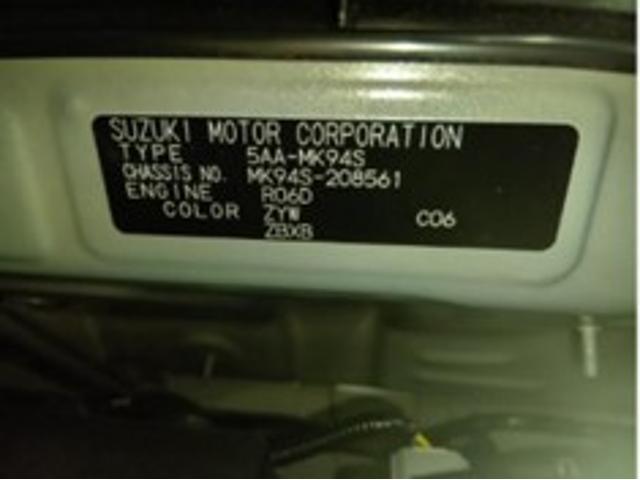 SUZUKI MOTOR CORPORATION
TYPE 5AA-MK94S
CHASSIS NO. MK94S-208561
ENGINE R06D
COLOR ZYW C06
ZBXB